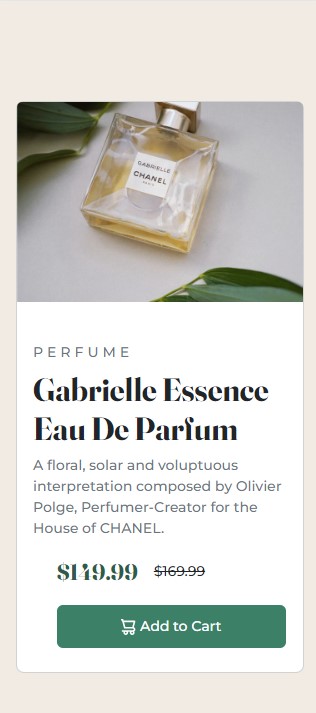 GABRIELLE
CHANEL
PARIS
PERFUME
Gabrielle Essence
Eau De Parfum
A floral, solar and voluptuous
interpretation composed by Olivier
Polge, Perfumer-Creator for the
House of CHANEL.
$149.99 $169.99
Add to Cart